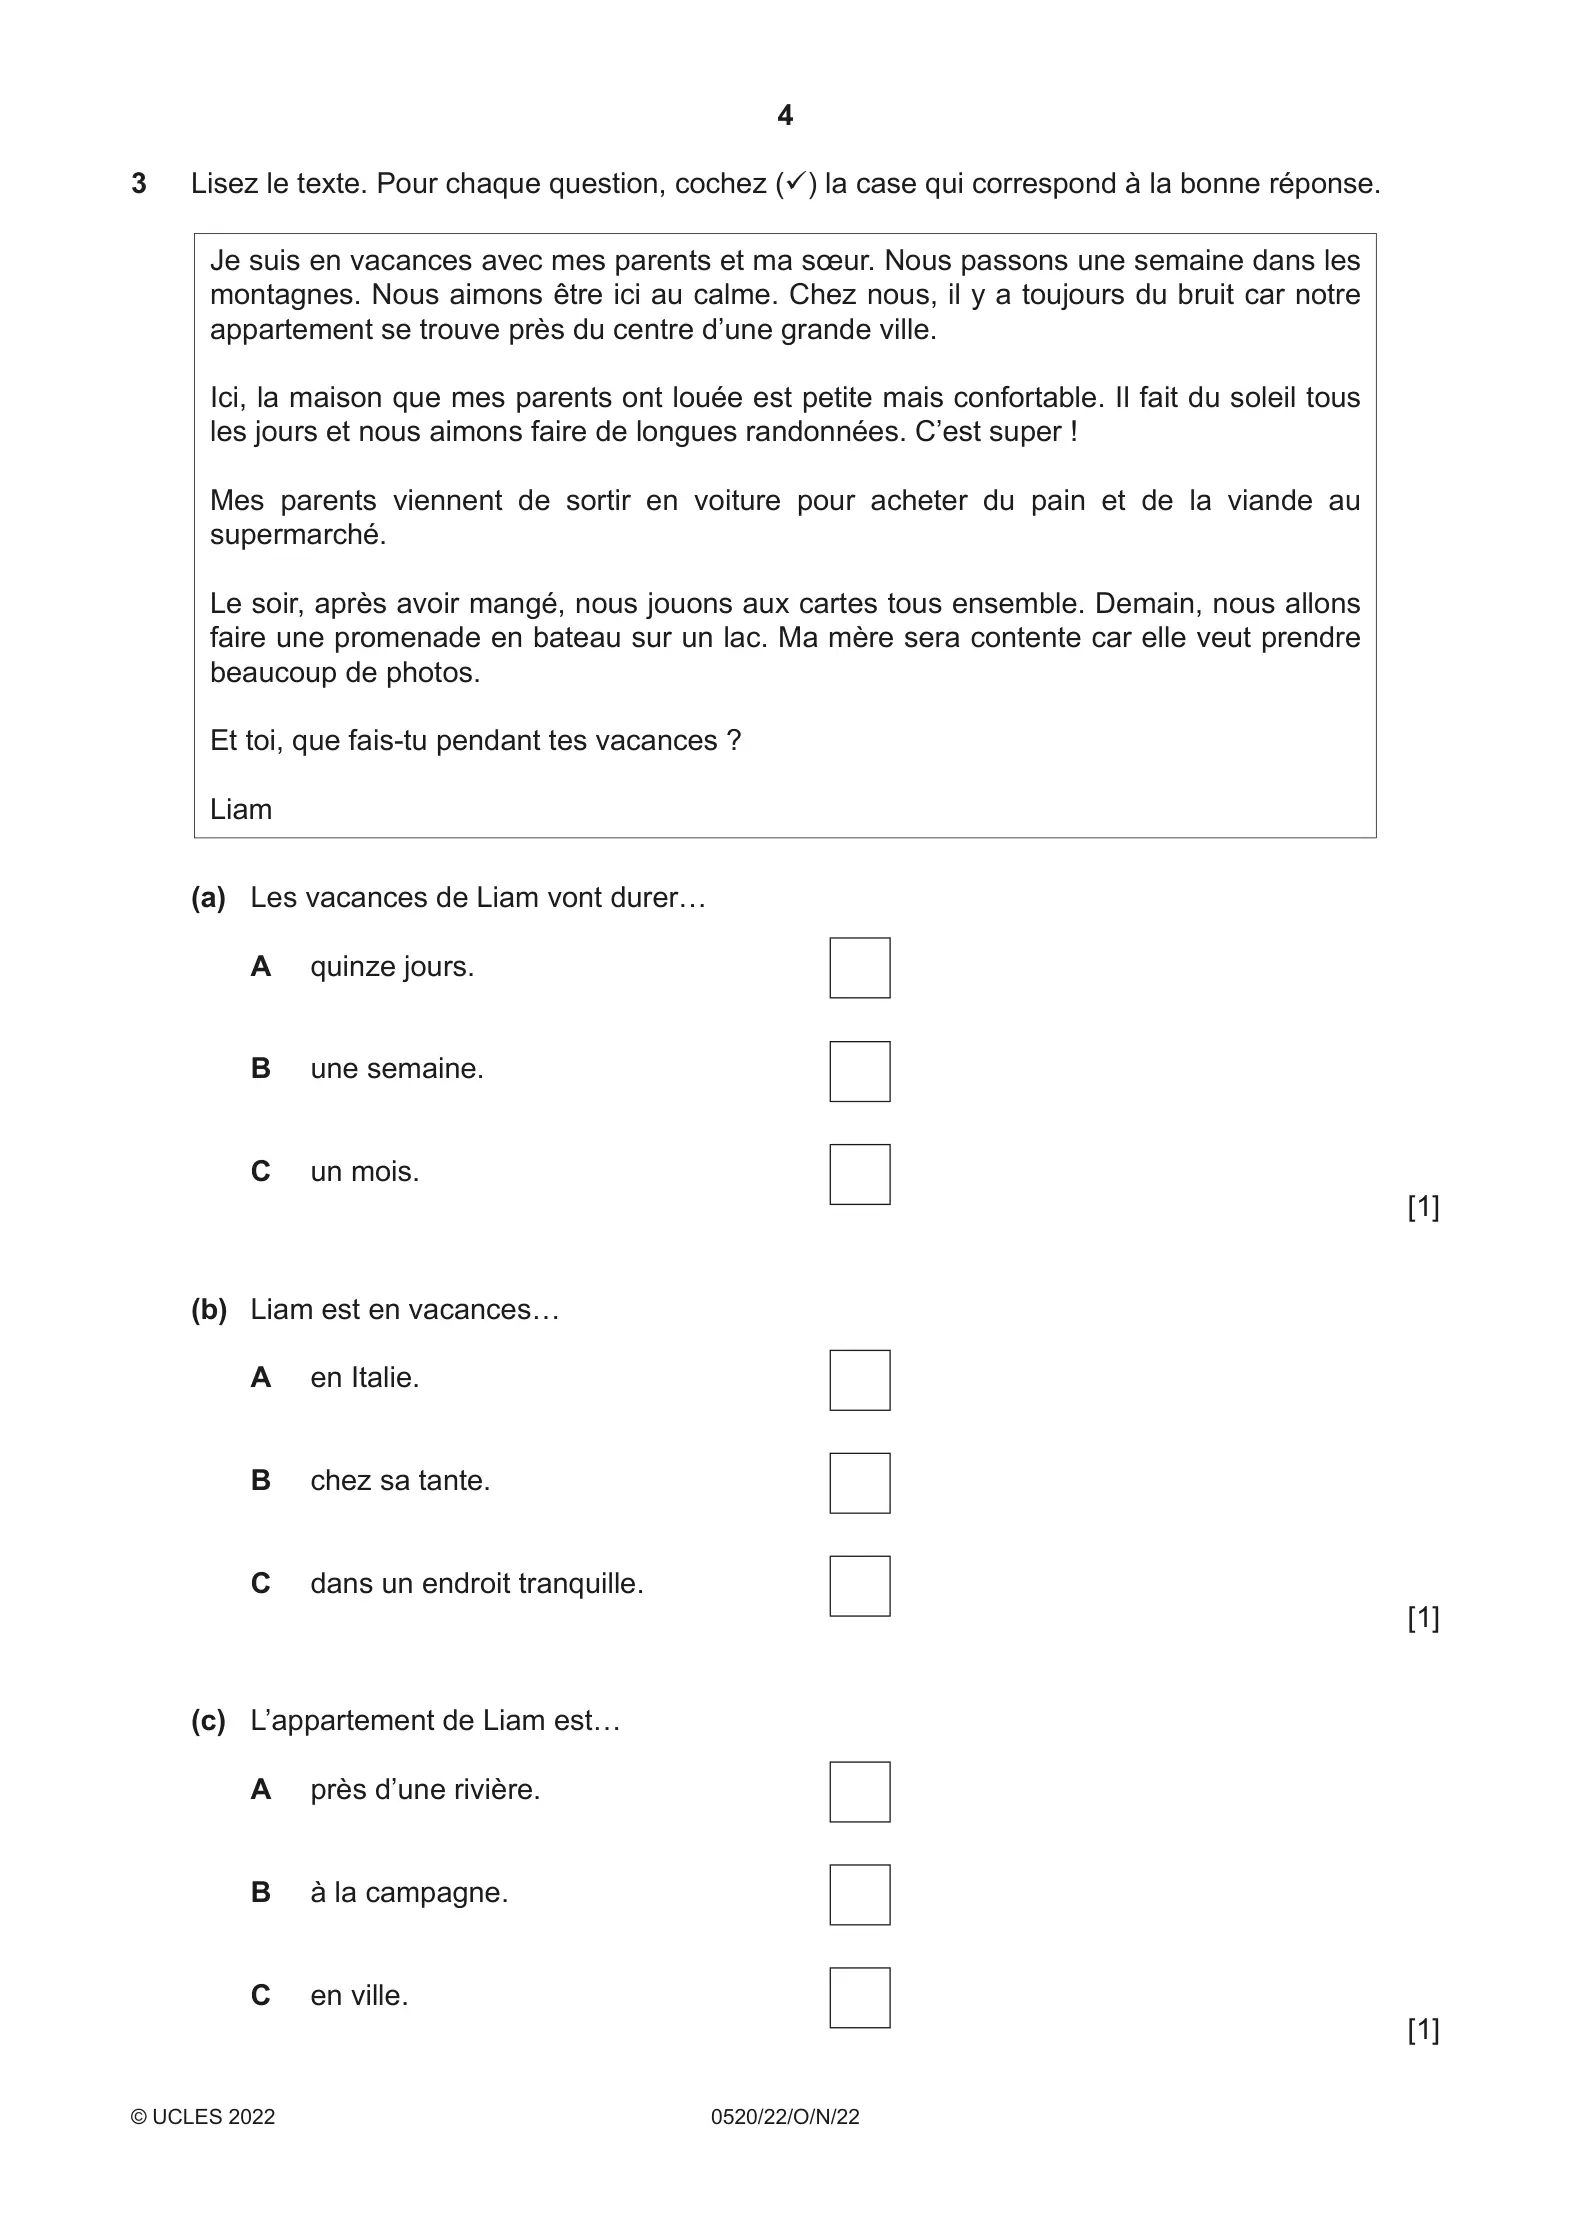 4
3 Lisez le texte. Pour chaque question, cochez (✓) la case qui correspond à la bonne réponse.
Je suis en vacances avec mes parents et ma sœur. Nous passons une semaine dans les
montagnes. Nous aimons être ici au calme. Chez nous, il y a toujours du bruit car notre
appartement se trouve près du centre d’une grande ville.
Ici, la maison que mes parents ont louée est petite mais confortable. Il fait du soleil tous
les jours et nous aimons faire de longues randonnées. C’est super !
Mes parents viennent de sortir en voiture pour acheter du pain et de la viande au
supermarché.
Le soir, après avoir mangé, nous jouons aux cartes tous ensemble. Demain, nous allons
faire une promenade en bateau sur un lac. Ma mère sera contente car elle veut prendre
beaucoup de photos.
Et toi, que fais-tu pendant tes vacances ?
Liam
(a) Les vacances de Liam vont durer…
A quinze jours.
B une semaine.
C un mois.
[1]
(b) Liam est en vacances…
A en Italie.
B chez sa tante.
C dans un endroit tranquille.
[1]
(c) L’appartement de Liam est…
A près d’une rivière.
B à la campagne.
C en ville.
[1]
© UCLES 2022 0520/22/O/N/22